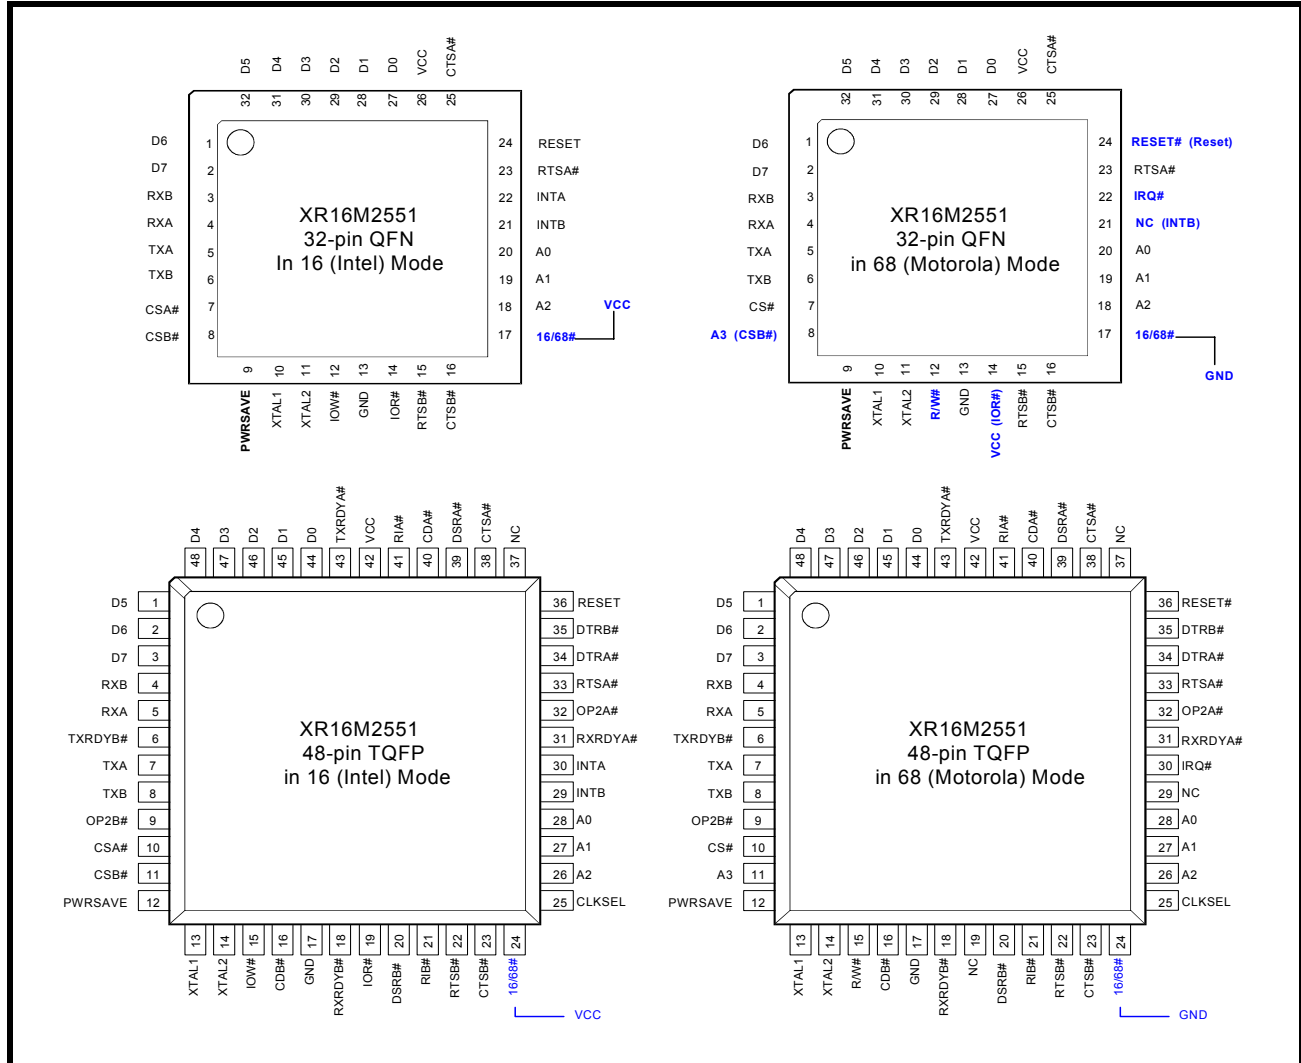 D5
D4
D3
D2
D1
D0
VCC
CTSA#
32
31
30
29
28
27
26
25
D6
D7
RXB
RXA
TXA
TXB
CSA#
CSB#
1
2
3
4
5
6
7
8
XR16M2551
32-pin QFN
In 16 (Intel) Mode
24
23
22
21
20
19
18
17
RESET
RTSA#
INTA
INTB
A0
A1
A2
16/68#
VCC
9
10
11
12
13
14
15
16
PWRSAVE
XTAL1
XTAL2
IOW#
GND
IOR#
RTSB#
CTSB#
D5
D4
D3
D2
D1
D0
VCC
CTSA#
32
31
30
29
28
27
26
25
D6
D7
RXB
RXA
TXA
TXB
CS#
A3 (CSB#)
1
2
3
4
5
6
7
8
XR16M2551
32-pin QFN
in 68 (Motorola) Mode
24
23
22
21
20
19
18
17
RESET# (Reset)
RTSA#
IRQ#
NC (INTB)
A0
A1
A2
16/68#
GND
9
10
11
12
13
14
15
16
PWRSAVE
XTAL1
XTAL2
R/W#
GND
VCC (IOR#)
RTSB#
CTSB#
D4
D3
D2
D1
D0
TXRDYA#
VCC
RIA#
CDA#
DSRA#
CTSA#
NC
48
47
46
45
44
43
42
41
40
39
38
37
D5 1
D6 2
D7 3
RXB 4
RXA 5
TXRDYB# 6
TXA 7
TXB 8
OP2B# 9
CSA# 10
CSB# 11
PWRSAVE 12
XR16M2551
48-pin TQFP
in 16 (Intel) Mode
36 RESET
35 DTRB#
34 DTRA#
33 RTSA#
32 OP2A#
31 RXRDYA#
30 INTA
29 INTB
28 A0
27 A1
26 A2
25 CLKSEL
13
14
15
16
17
18
19
20
21
22
23
24
XTAL1
XTAL2
IOW#
CDB#
GND
RXRDYB#
IOR#
DSRB#
RIB#
RTSB#
CTSB#
16/68#
VCC
D4
D3
D2
D1
D0
TXRDYA#
VCC
RIA#
CDA#
DSRA#
CTSA#
NC
48
47
46
45
44
43
42
41
40
39
38
37
D5 1
D6 2
D7 3
RXB 4
RXA 5
TXRDYB# 6
TXA 7
TXB 8
OP2B# 9
CS# 10
A3 11
PWRSAVE 12
XR16M2551
48-pin TQFP
in 68 (Motorola) Mode
36 RESET#
35 DTRB#
34 DTRA#
33 RTSA#
32 OP2A#
31 RXRDYA#
30 IRQ#
29 NC
28 A0
27 A1
26 A2
25 CLKSEL
13
14
15
16
17
18
19
20
21
22
23
24
XTAL1
XTAL2
R/W#
CDB#
GND
RXRDYB#
NC
DSRB#
RIB#
RTSB#
CTSB#
16/68#
GND